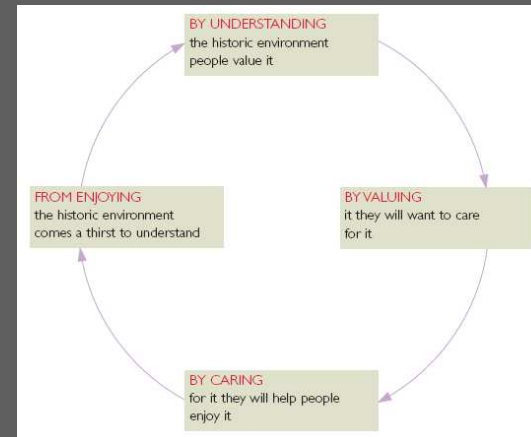 BY UNDERSTANDING
the historic environment
people value it
BY VALUING
it they will want to care
for it
BY CARING
for it they will help people
enjoy it
FROM ENJOYING
the historic environment
comes a thirst to understand